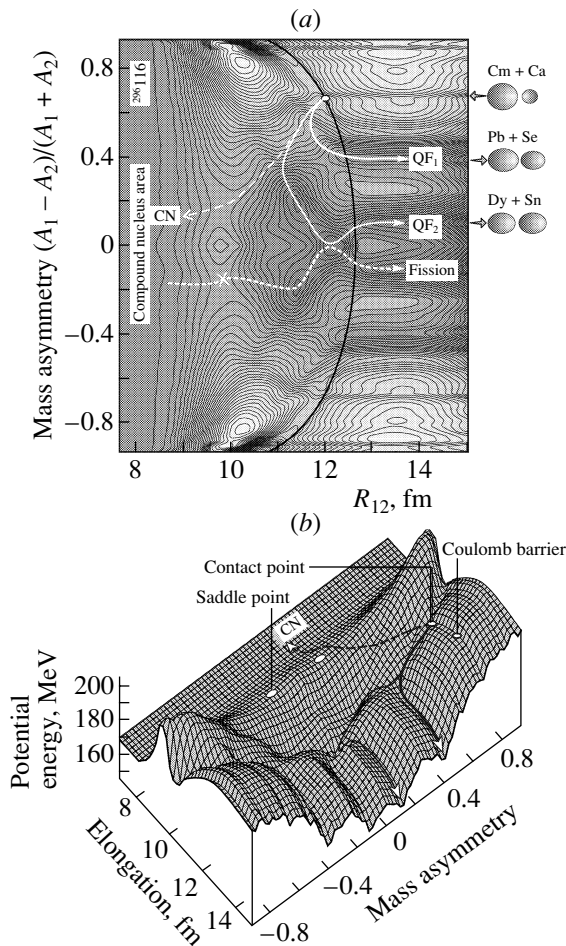 (a)
Mass asymmetry (A1 − A2)/(A1 + A2)
0.8
0.4
0
−0.4
−0.8
296 116
Compound nucleus area
CN
QF1
QF2
Fission
Cm + Ca
Pb + Se
Dy + Sn
8 10 12 14
R12, fm
(b)
Coulomb barrier
Contact point
Saddle point
CN
Potential
energy, MeV
200
180
160
8
10
12
14
Elongation, fm
−0.8
−0.4
0
0.4
0.8
Mass asymmetry